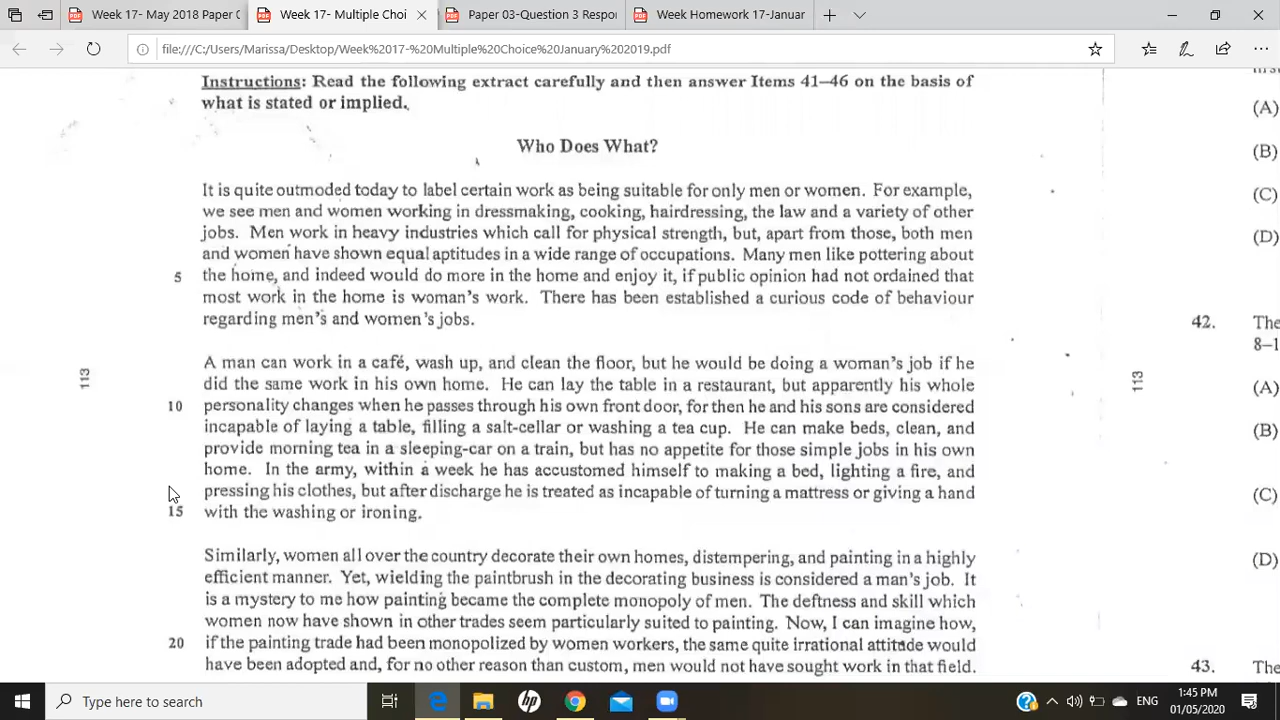 Week 17- May 2018 Paper (
Week 17- Multiple Choi
Paper 03-Question 3 Respor
Week Homework 17-Januar
file:///C:/Users/Marissa/Desktop/Week%2017-%20Multiple%20Choice%20January%202019.pdf
Instructions: Read the following extract carefully and then answer Items 41–46 on the basis of
what is stated or implied.
Who Does What?
It is quite outmoded today to label certain work as being suitable for only men or women. For example,
we see men and women working in dressmaking, cooking, hairdressing, the law and a variety of other
jobs. Men work in heavy industries which call for physical strength, but, apart from those, both men
and women have shown equal aptitudes in a wide range of occupations. Many men like pottering about
5 the home, and indeed would do more in the home and enjoy it, if public opinion had not ordained that
most work in the home is woman's work. There has been established a curious code of behaviour
regarding men's and women's jobs.
A man can work in a café, wash up, and clean the floor, but he would be doing a woman's job if he
did the same work in his own home. He can lay the table in a restaurant, but apparently his whole
10 personality changes when he passes through his own front door, for then he and his sons are considered
incapable of laying a table, filling a salt-cellar or washing a tea cup. He can make beds, clean, and
provide morning tea in a sleeping-car on a train, but has no appetite for those simple jobs in his own
home. In the army, within a week he has accustomed himself to making a bed, lighting a fire, and
pressing his clothes, but after discharge he is treated as incapable of turning a mattress or giving a hand
15 with the washing or ironing.
Similarly, women all over the country decorate their own homes, distempering, and painting in a highly
efficient manner. Yet, wielding the paintbrush in the decorating business is considered a man's job. It
is a mystery to me how painting became the complete monopoly of men. The deftness and skill which
women now have shown in other trades seem particularly suited to painting. Now, I can imagine how,
20 if the painting trade had been monopolized by women workers, the same quite irrational attitude would
have been adopted and, for no other reason than custom, men would not have sought work in that field.
113
(A)
(B)
(C)
(D)
42. The
8–1
113
(A)
(B)
(C)
(D)
43. The
Type here to search
ENG
1:45 PM
01/05/2020